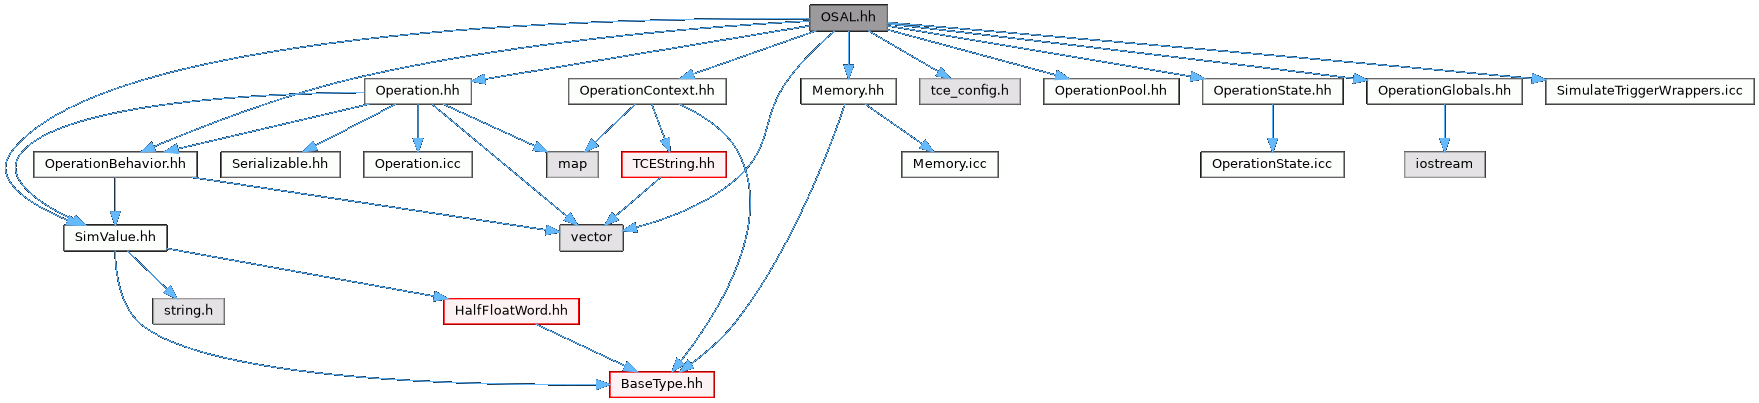 OSAL.hh
Operation.hh
OperationContext.hh
Memory.hh
tce_config.h
OperationPool.hh
OperationState.hh
OperationGlobals.hh
SimulateTriggerWrappers.icc
OperationBehavior.hh
Serializable.hh
Operation.icc
map
TCEString.hh
Memory.icc
OperationState.icc
iostream
SimValue.hh
vector
string.h
HalfFloatWord.hh
BaseType.hh